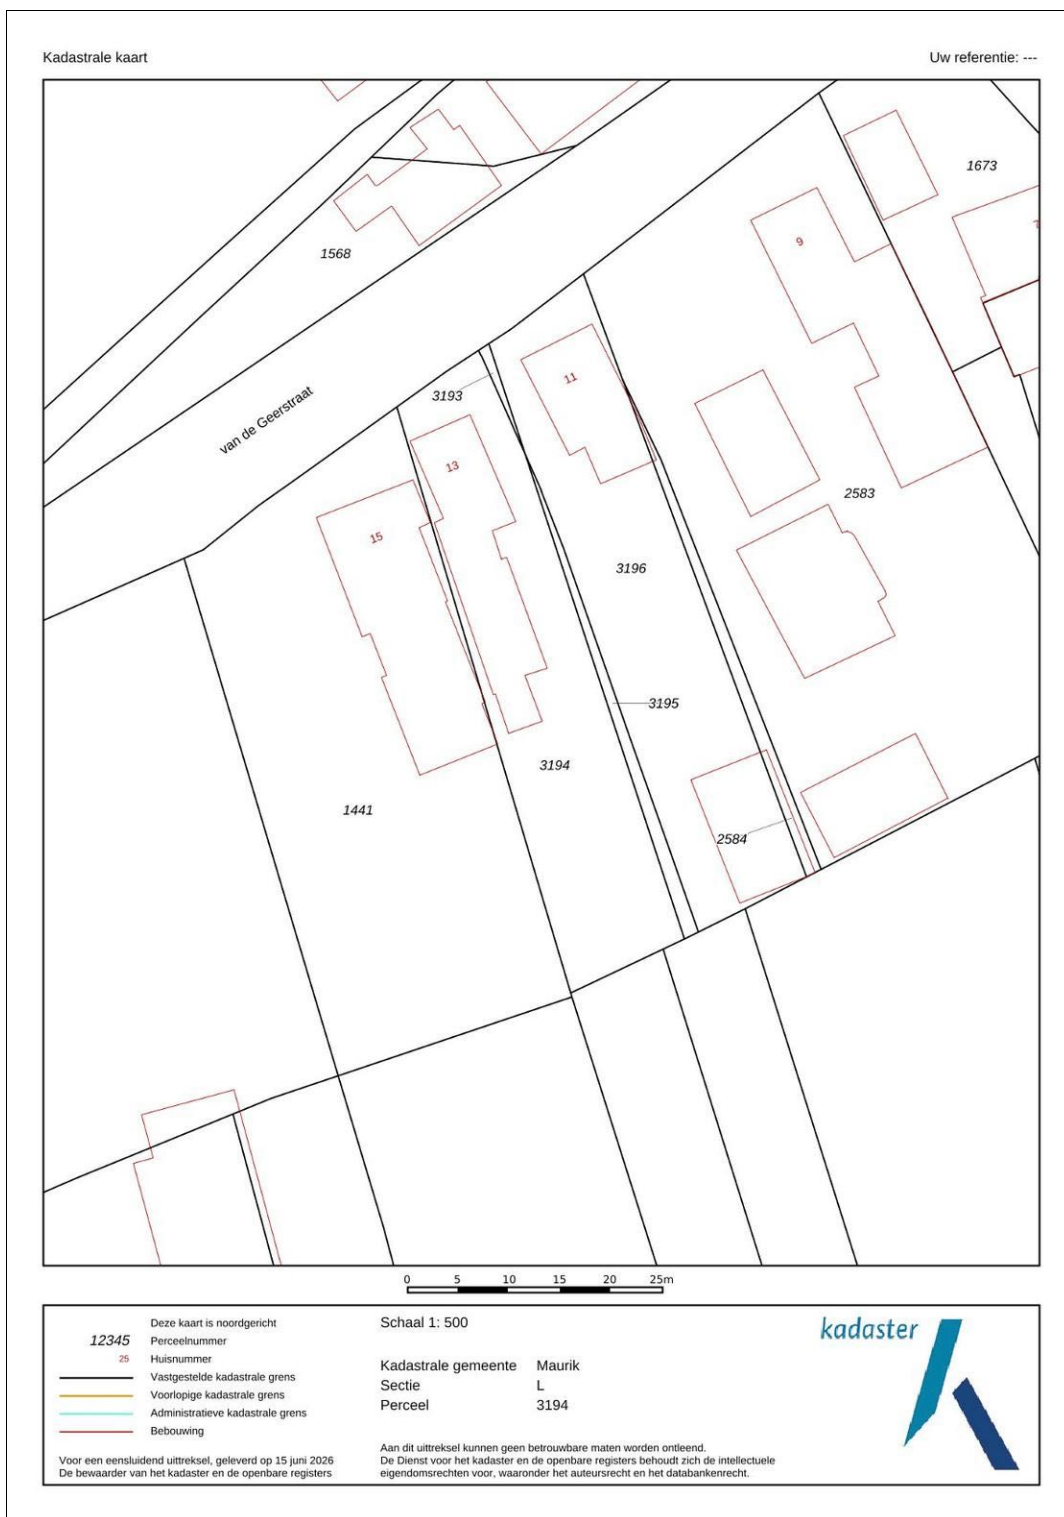 Kadastrale kaart
Uw referentie: ---
1673
9
7
1568
11
3193
van de Geerstraat
13
2583
15
3196
3195
3194
1441
2584
0 5 10 15 20 25m
Deze kaart is noordgericht
12345 Perceelnummer
25 Huisnummer
Vastgestelde kadastrale grens
Voorlopige kadastrale grens
Administratieve kadastrale grens
Bebouwing
Voor een eensluidend uittreksel, geleverd op 15 juni 2026
De bewaarder van het kadaster en de openbare registers
Schaal 1: 500
Kadastrale gemeente Maurik
Sectie L
Perceel 3194
Aan dit uittreksel kunnen geen betrouwbare maten worden ontleend.
De Dienst voor het kadaster en de openbare registers behoudt zich de intellectuele
eigendomsrechten voor, waaronder het auteursrecht en het databankenrecht.
kadaster